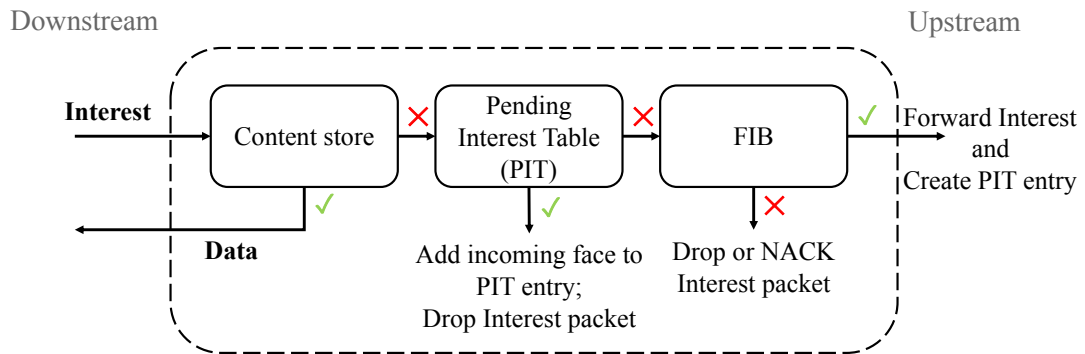 Downstream
Upstream
Interest
Content store
Pending
Interest Table
(PIT)
FIB
Forward Interest
and
Create PIT entry
Data
Add incoming face to
PIT entry;
Drop Interest packet
Drop or NACK
Interest packet